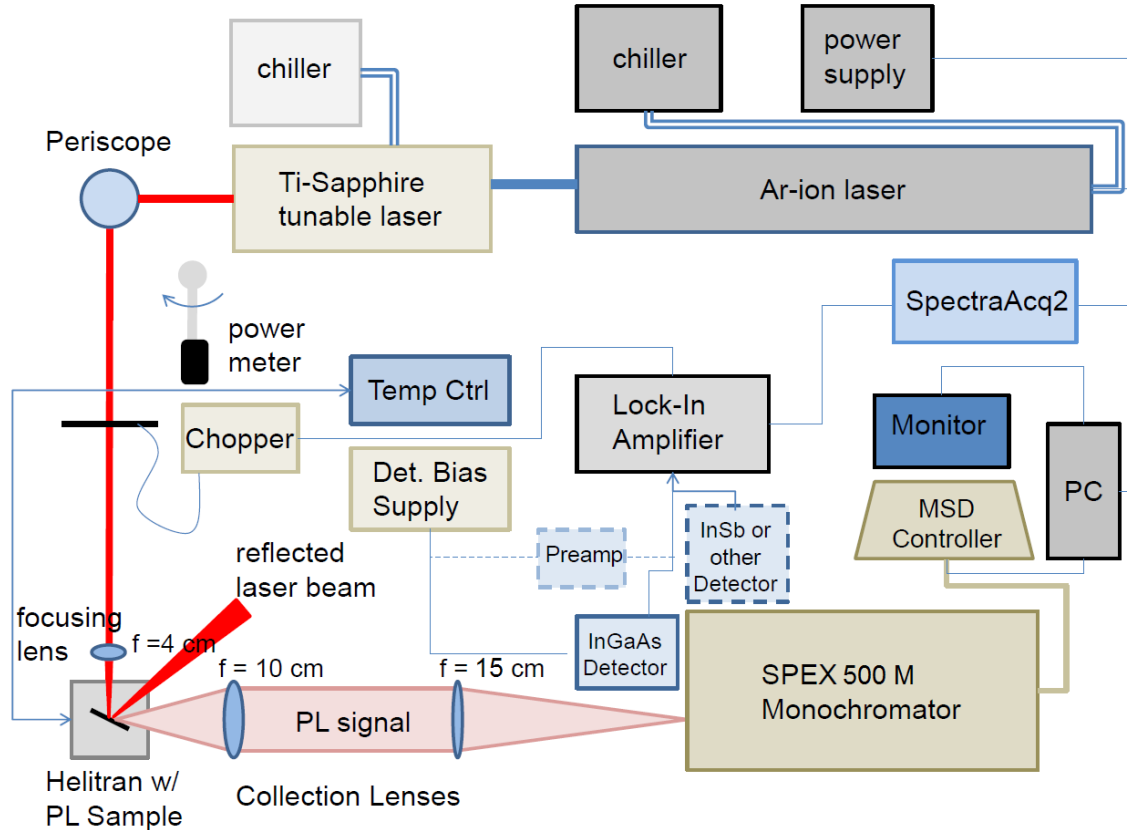 chiller
chiller
power
supply
Periscope
Ti-Sapphire
tunable laser
Ar-ion laser
SpectraAcq2
power
meter
Temp Ctrl
Lock-In
Amplifier
Monitor
Chopper
PC
Det. Bias
Supply
MSD
Controller
InSb or
other
Detector
Preamp
reflected
laser beam
focusing
lens
f =4 cm
f = 10 cm
f = 15 cm
InGaAs
Detector
SPEX 500 M
Monochromator
PL signal
Helitran w/
PL Sample
Collection Lenses